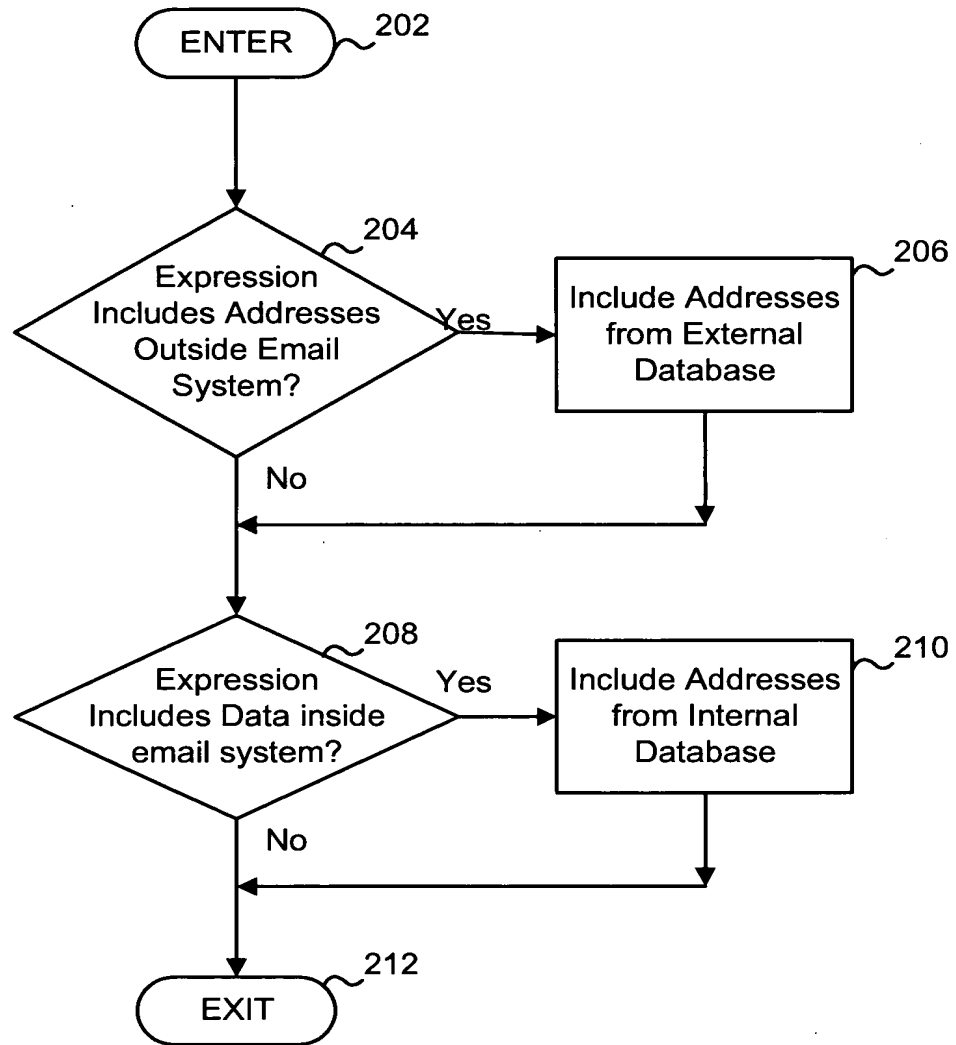 ENTER
202
204
Expression
Includes Addresses
Outside Email
System?
Yes
206
Include Addresses
from External
Database
No
208
Expression
Includes Data inside
email system?
Yes
210
Include Addresses
from Internal
Database
No
212
EXIT